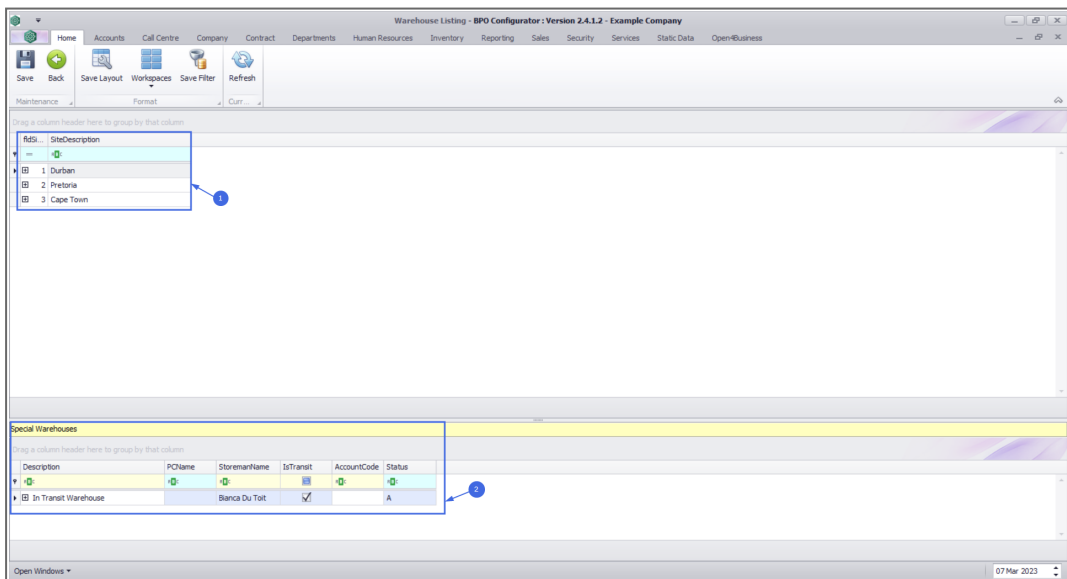 Warehouse Listing - BPO Configurator : Version 2.4.1.2 - Example Company
Home Accounts Call Centre Company Contract Departments Human Resources Inventory Reporting Sales Security Services Static Data Open4Business
Save Back Save Layout Workspaces Save Filter Refresh
Maintenance Format Curr...
Drag a column header here to group by that column
fldSi... SiteDescription
1 Durban
2 Pretoria
3 Cape Town
1
Special Warehouses
Drag a column header here to group by that column
Description PCName StoremanName IsTransit AccountCode Status
In Transit Warehouse Bianca Du Toit A
2
Open Windows 07 Mar 2023